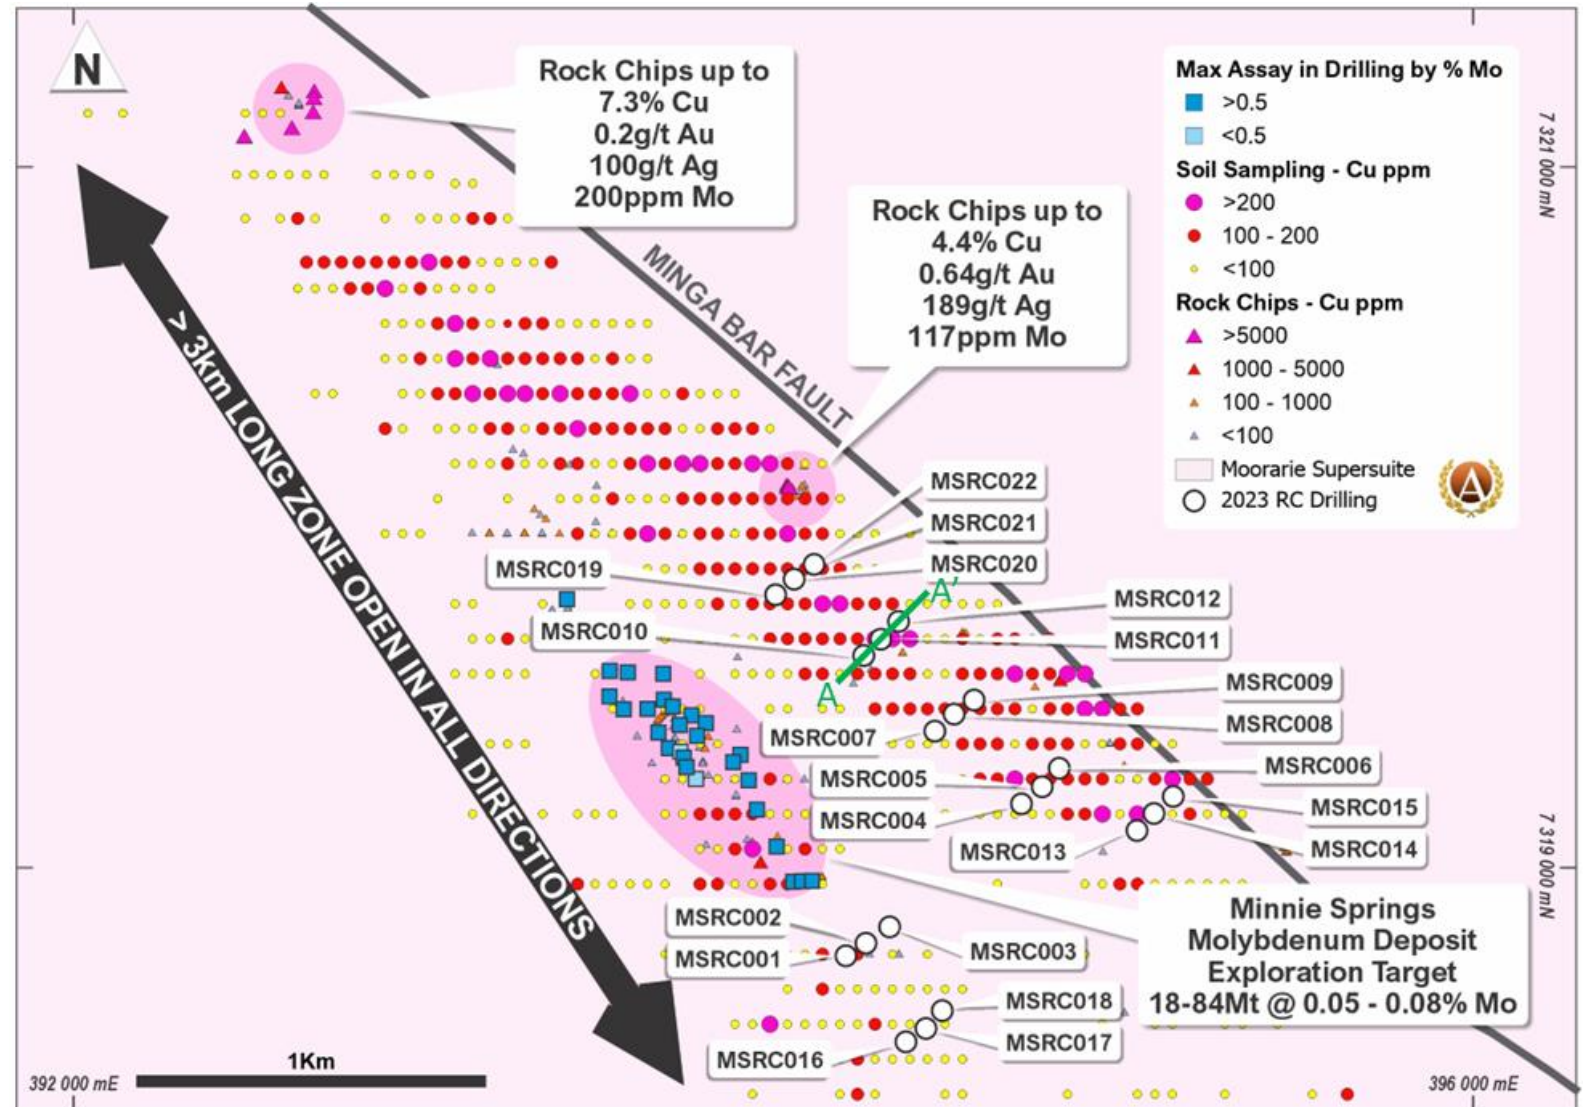 N
Rock Chips up to
7.3% Cu
0.2g/t Au
100g/t Ag
200ppm Mo
Rock Chips up to
4.4% Cu
0.64g/t Au
189g/t Ag
117ppm Mo
Max Assay in Drilling by % Mo
>0.5
<0.5
Soil Sampling - Cu ppm
>200
100 - 200
<100
Rock Chips - Cu ppm
>5000
1000 - 5000
100 - 1000
<100
Moorarie Supersuite
2023 RC Drilling
A
7 321 000 mN
MINGA BAR FAULT
> 3km LONG ZONE OPEN IN ALL DIRECTIONS
MSRC022
MSRC021
MSRC020
MSRC019
A'
MSRC012
MSRC010
MSRC011
A
MSRC009
MSRC008
MSRC007
MSRC006
MSRC005
MSRC015
MSRC004
MSRC014
MSRC013
7 319 000 mN
MSRC002
MSRC003
MSRC001
Minnie Springs
Molybdenum Deposit
Exploration Target
18-84Mt @ 0.05 - 0.08% Mo
MSRC018
MSRC017
MSRC016
1Km
392 000 mE
396 000 mE